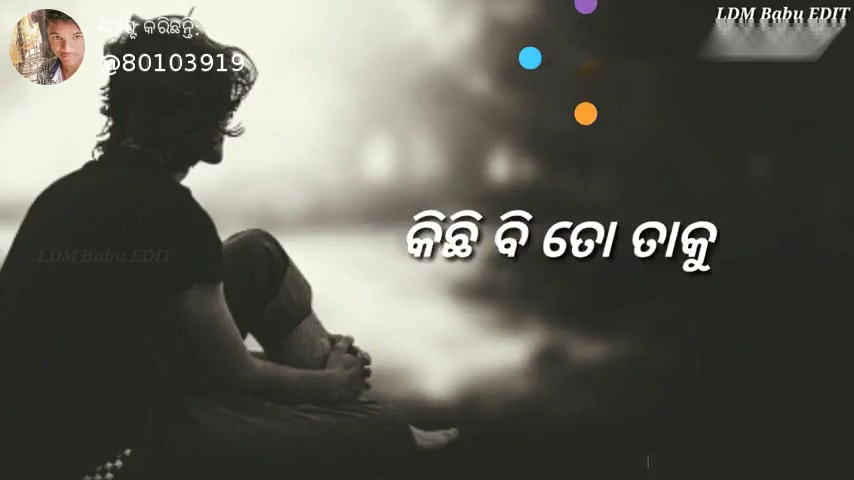 ପୋଷ୍ଟ କରିଛନ୍ତି:
@80103919
LDM Babu EDIT
କିଛି ବି ତୋ ତାକୁ
LDM Babu EDIT